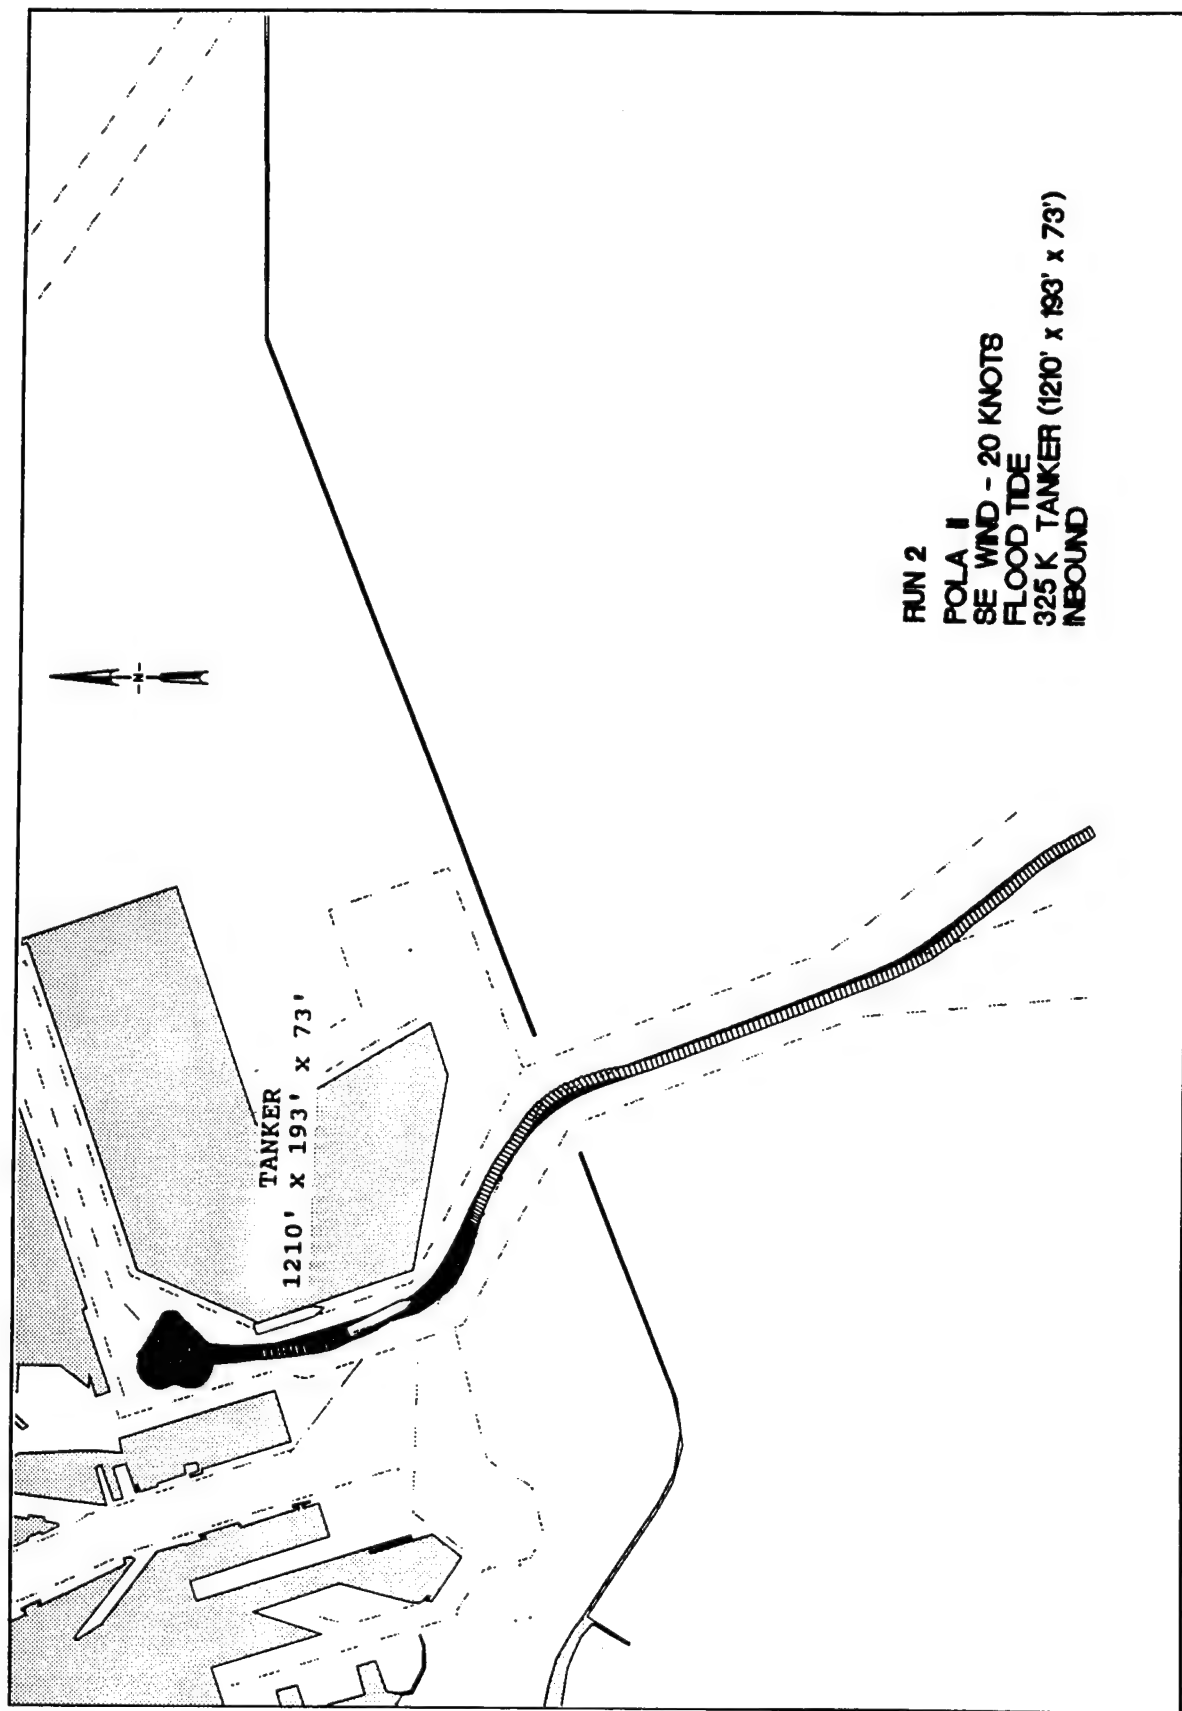 N
TANKER
1210' x 193' x 73'
RUN 2
POLA II
SE WIND - 20 KNOTS
FLOOD TIDE
325 K TANKER (1210' x 193' x 73')
INBOUND